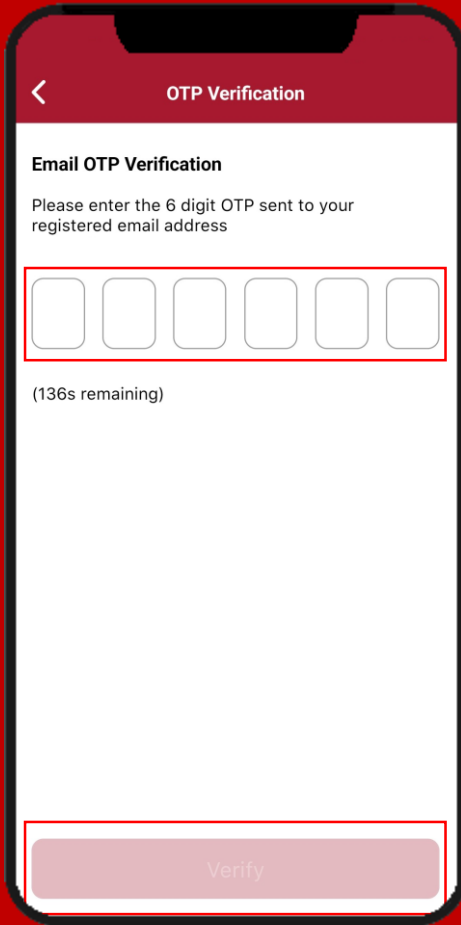 OTP Verification
Email OTP Verification
Please enter the 6 digit OTP sent to your
registered email address
(136s remaining)
Verify